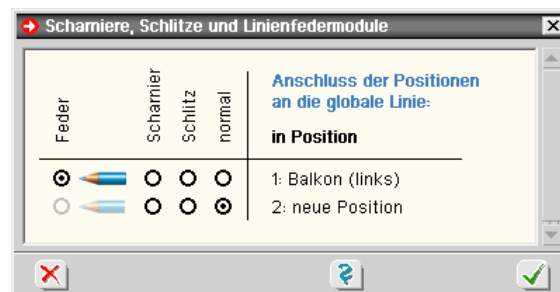 Scharniere, Schlitze und Linienfedermodule
Feder
Scharnier
Schlitz
normal
Anschluss der Positionen
an die globale Linie:
in Position
1: Balkon (links)
2: neue Position